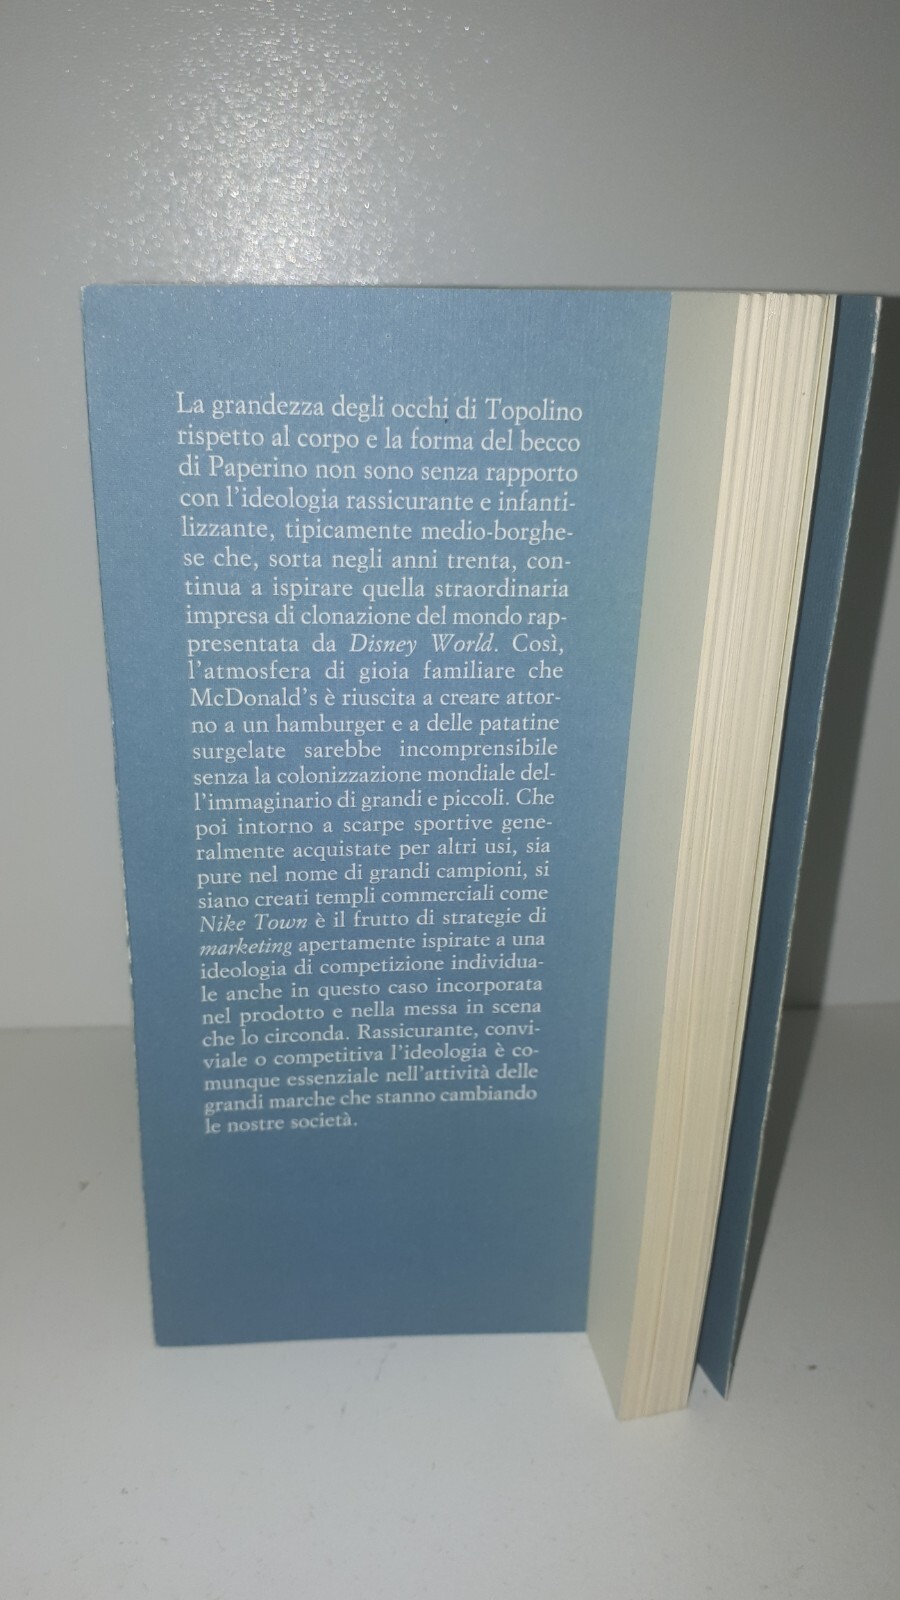 La grandezza degli occhi di Topolino
rispetto al corpo e la forma del becco
di Paperino non sono senza rapporto
con l'ideologia rassicurante e infanti-
lizzante, tipicamente medio-borghe-
se che, sorta negli anni trenta, con-
tinua a ispirare quella straordinaria
impresa di clonazione del mondo rap-
presentata da Disney World. Così,
l'atmosfera di gioia familiare che
McDonald's è riuscita a creare attor-
no a un hamburger e a delle patatine
surgelate sarebbe incomprensibile
senza la colonizzazione mondiale del-
l'immaginario di grandi e piccoli. Che
poi intorno a scarpe sportive gene-
ralmente acquistate per altri usi, sia
pure nel nome di grandi campioni, si
siano creati templi commerciali come
Nike Town è il frutto di strategie di
marketing apertamente ispirate a una
ideologia di competizione individua-
le anche in questo caso incorporata
nel prodotto e nella messa in scena
che lo circonda. Rassicurante, convi-
viale o competitiva l'ideologia è co-
munque essenziale nell'attività delle
grandi marche che stanno cambiando
le nostre società.